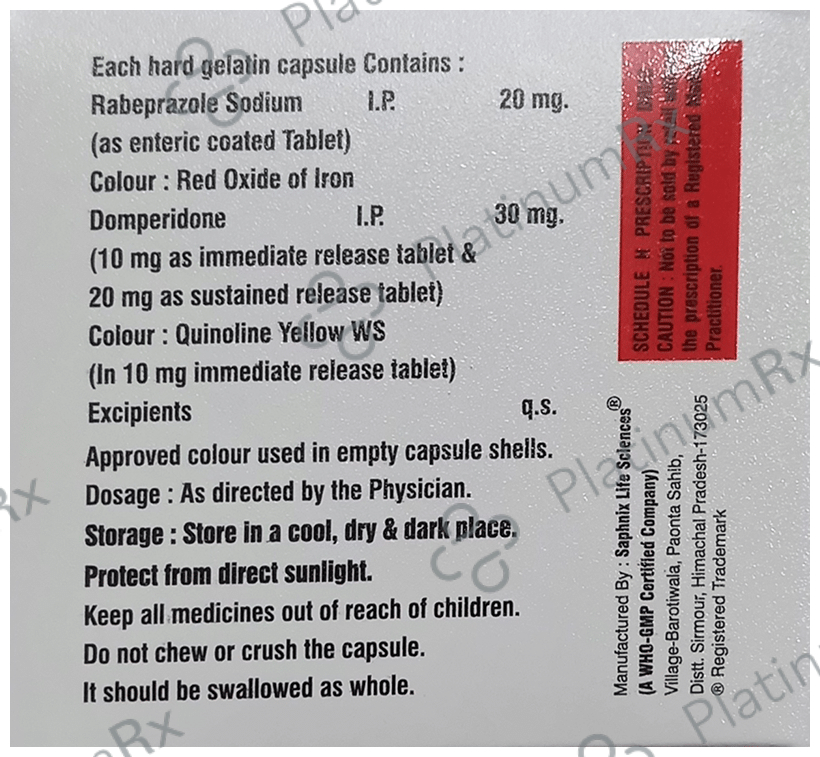 Each hard gelatin capsule Contains :
Rabeprazole Sodium I.P. 20 mg.
(as enteric coated Tablet)
Colour : Red Oxide of Iron
Domperidone I.P. 30 mg.
(10 mg as immediate release tablet &
20 mg as sustained release tablet)
Colour : Quinoline Yellow WS
(In 10 mg immediate release tablet)
Excipients q.s.
Approved colour used in empty capsule shells.
Dosage : As directed by the Physician.
Storage : Store in a cool, dry & dark place.
Protect from direct sunlight.
Keep all medicines out of reach of children.
Do not chew or crush the capsule.
It should be swallowed as whole.
SCHEDULE H PRESCRIPTION
CAUTION : Not to be sold by retail
the prescription of a Registered
Practitioner.
Manufactured By : Saphnix Life Sciences®
(A WHO-GMP Certified Company)
Village-Barotiwala, Paonta Sahib,
Distt. Sirmour, Himachal Pradesh-173025
® Registered Trademark
PlatinumRx
PlatinumRx
PlatinumRx